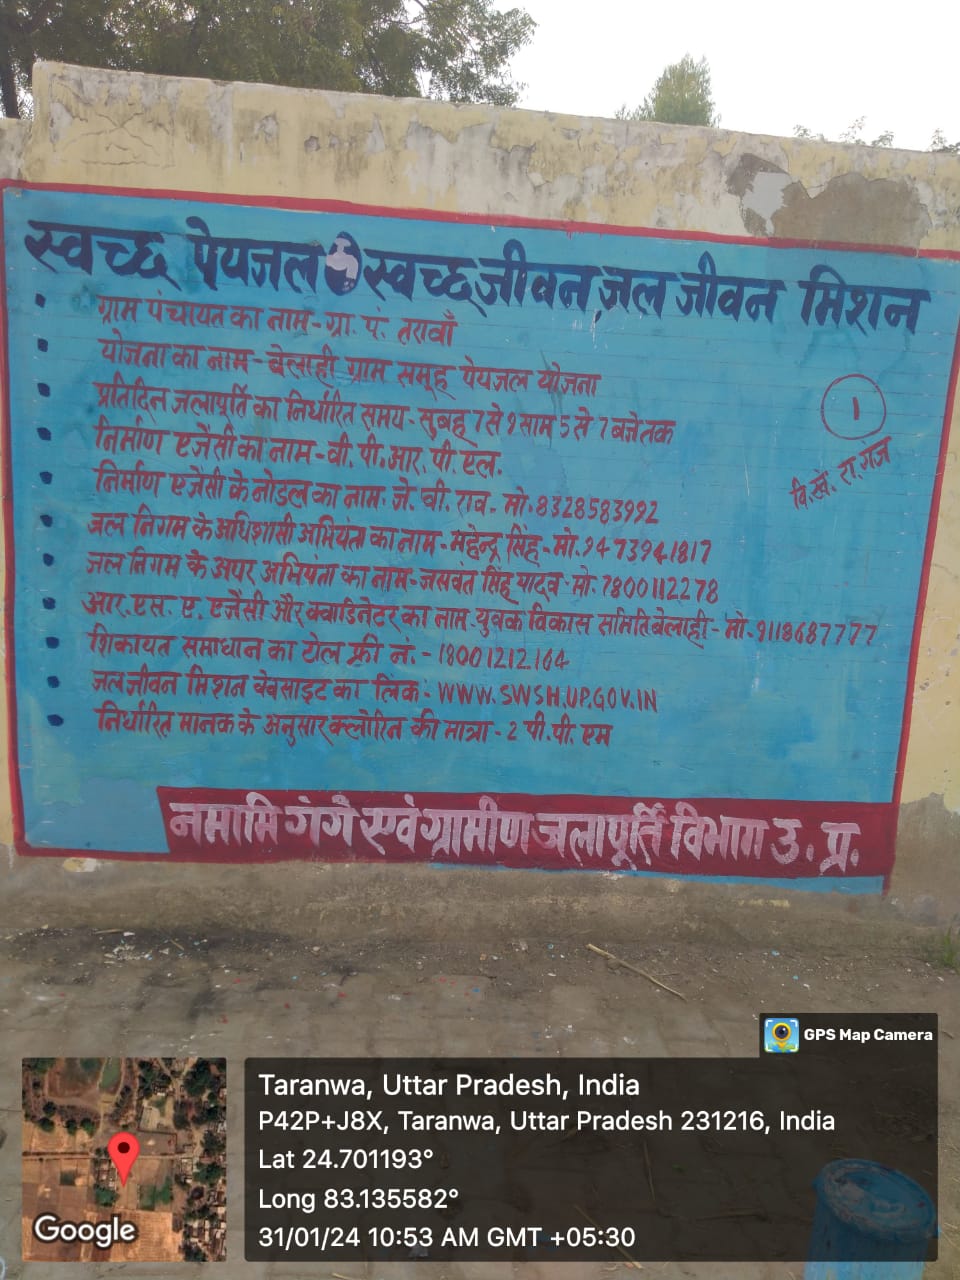 स्वच्छ पेयजल स्वच्छ जीवन जल जीवन मिशन
ग्राम पंचायत का नाम - ग्रा. पं. तरावाँ
योजना का नाम - बेलाही ग्राम समूह पेयजल योजना
प्रतिदिन जलापूर्ति का निर्धारित समय - सुबह 7 से 9 साम 5 से 7 बजे तक
निर्माण एजेंसी का नाम - वी. पी. आर. पी. एल.
निर्माण एजेंसी के नोडल का नाम - जे. बी. राव - मो. 8328583992
जल निगम के अधिशासी अभियंता का नाम - महेन्द्र सिंह - मो. 9473941817
जल निगम के अपर अभियंता का नाम - जसवंत सिंह यादव - मो. 7800112278
आर. एस. ए. एजेंसी और क्वाडिनेटर का नाम - युवक विकास समिति बेलाही - मो. 9118687777
शिकायत समाधान का टोल फ्री नं. - 18001212164
जल जीवन मिशन वेबसाइट का लिंक - WWW.SWSM.UP.GOV.IN
निर्धारित मानक के अनुसार क्लोरिन की मात्रा - 2 पी. पी. एम
1
वि. खं. रा. गंज
नमामि गंगे एवं ग्रामीण जलापूर्ति विभाग उ. प्र.
GPS Map Camera
Taranwa, Uttar Pradesh, India
P42P+J8X, Taranwa, Uttar Pradesh 231216, India
Lat 24.701193°
Long 83.135582°
31/01/24 10:53 AM GMT +05:30
Google